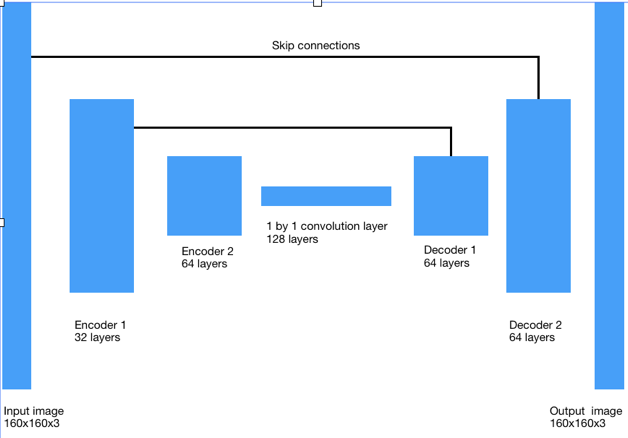 Skip connections
1 by 1 convolution layer
128 layers
Encoder 2
64 layers
Decoder 1
64 layers
Encoder 1
32 layers
Decoder 2
64 layers
Input image
160x160x3
Output  image
160x160x3